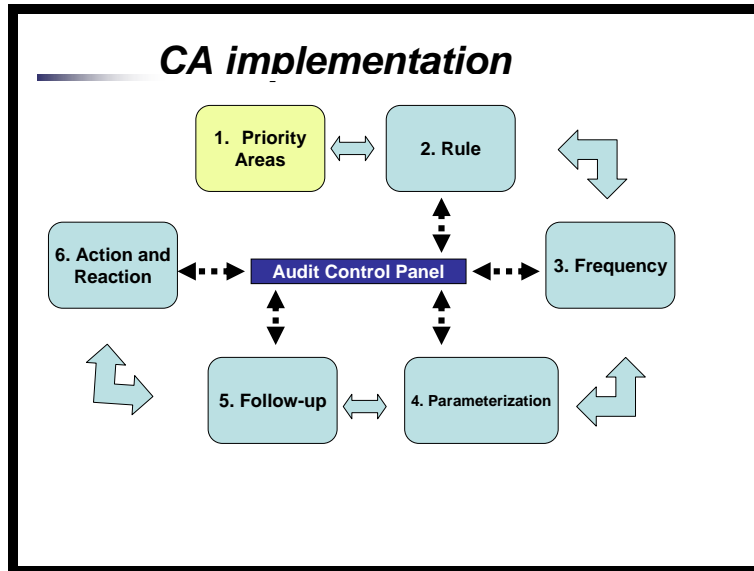 CA implementation
1. Priority
Areas
2. Rule
3. Frequency
4. Parameterization
5. Follow-up
6. Action and
Reaction
Audit Control Panel